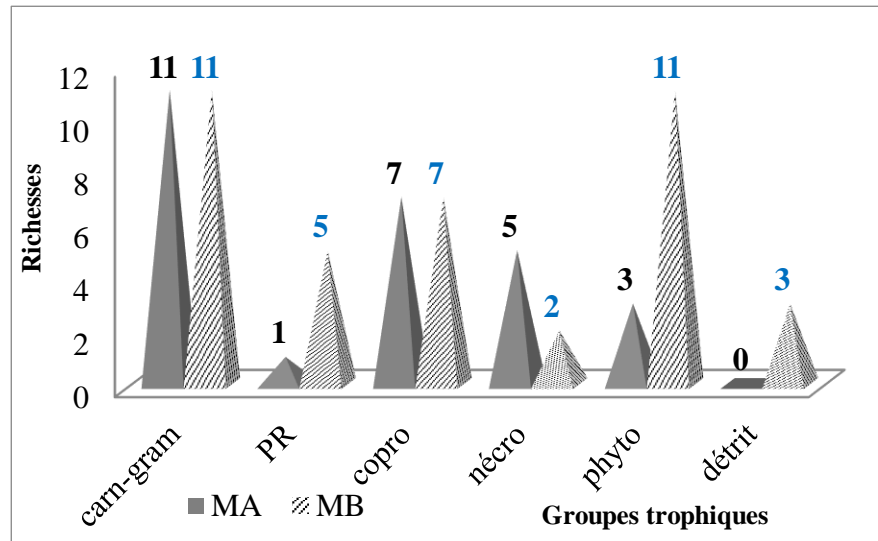 11 11 11
12
10
7 7
8
5 5
6
3 3
4
2
1
2
0
0
Richesses
carn-gram PR copro nécro phyto détrit
MA MB
Groupes trophiques